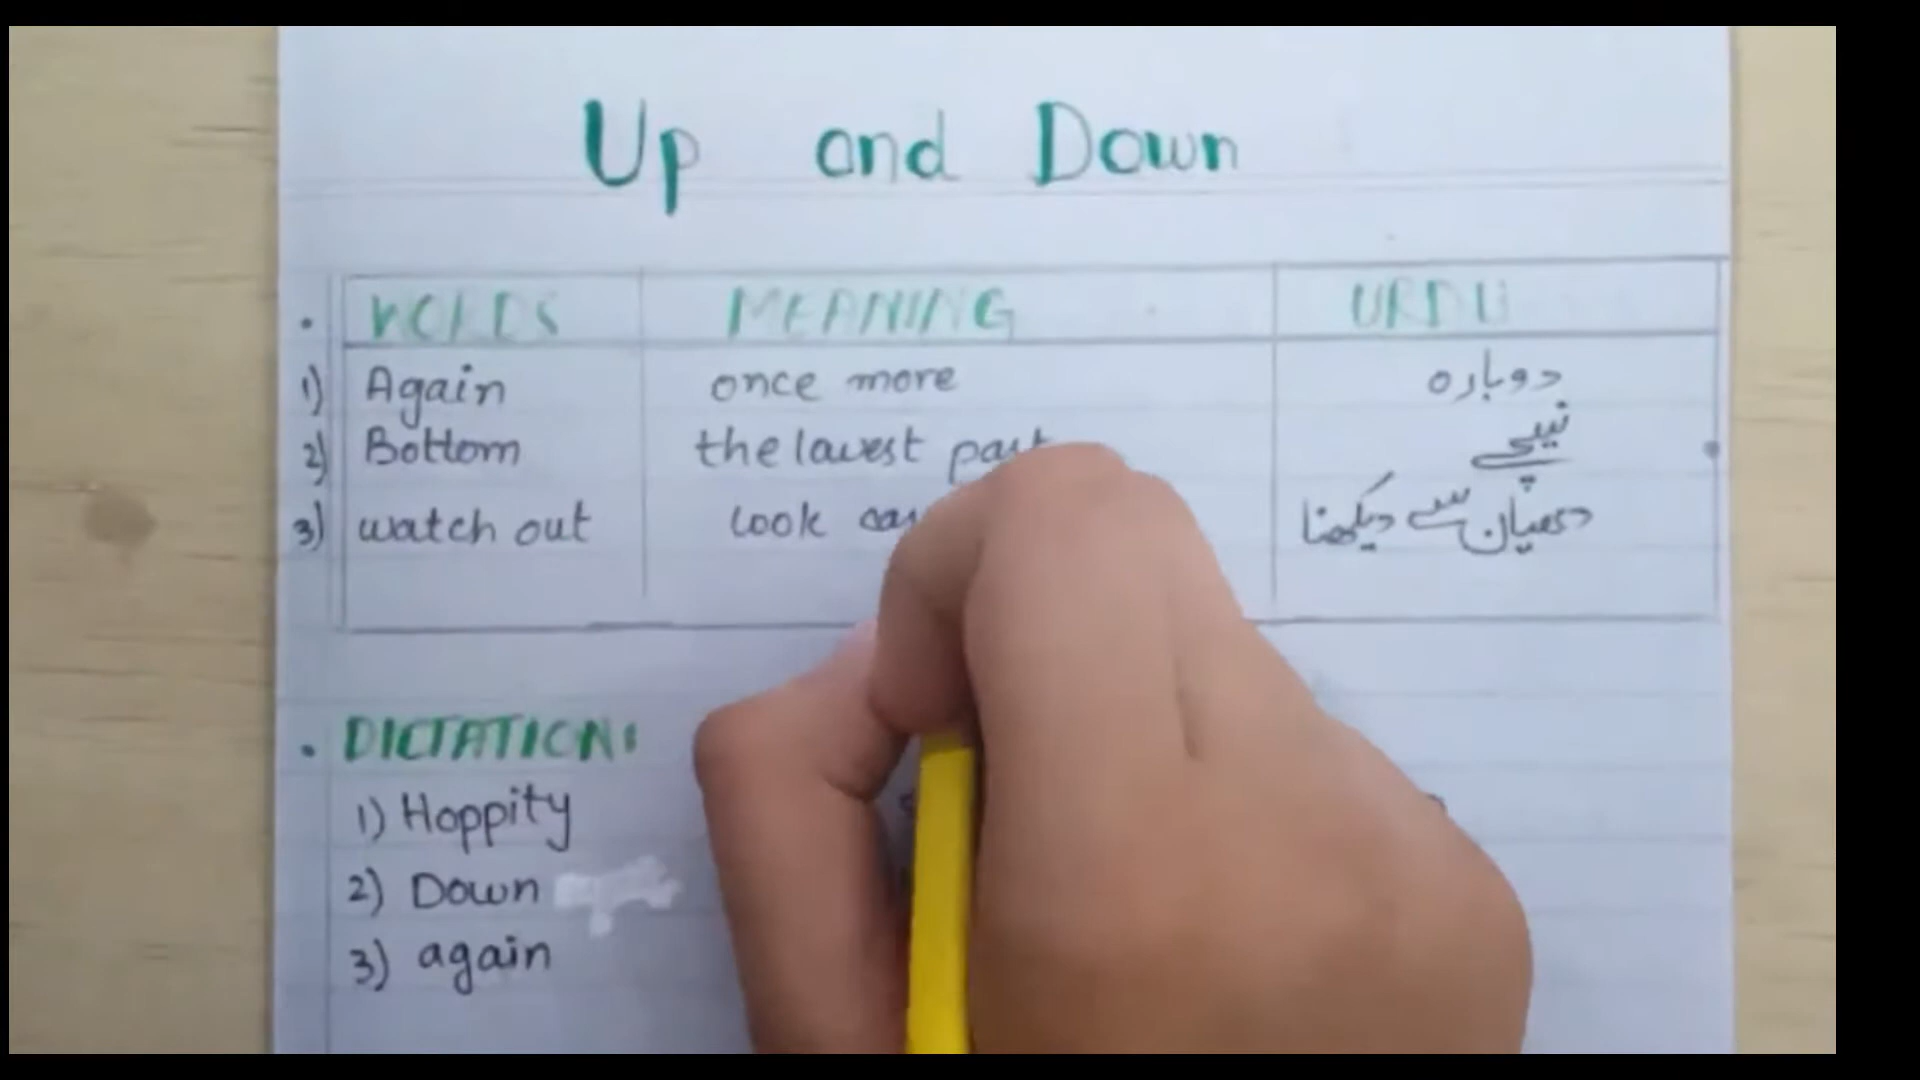 Up and Down
WORDS MEANING URDU
1) Again once more دوبارہ
2) Bottom the lowest part نیچے
3) watch out look دھیان سے دیکھنا
• DICTATION:
1) Hoppity
2) Down
3) again